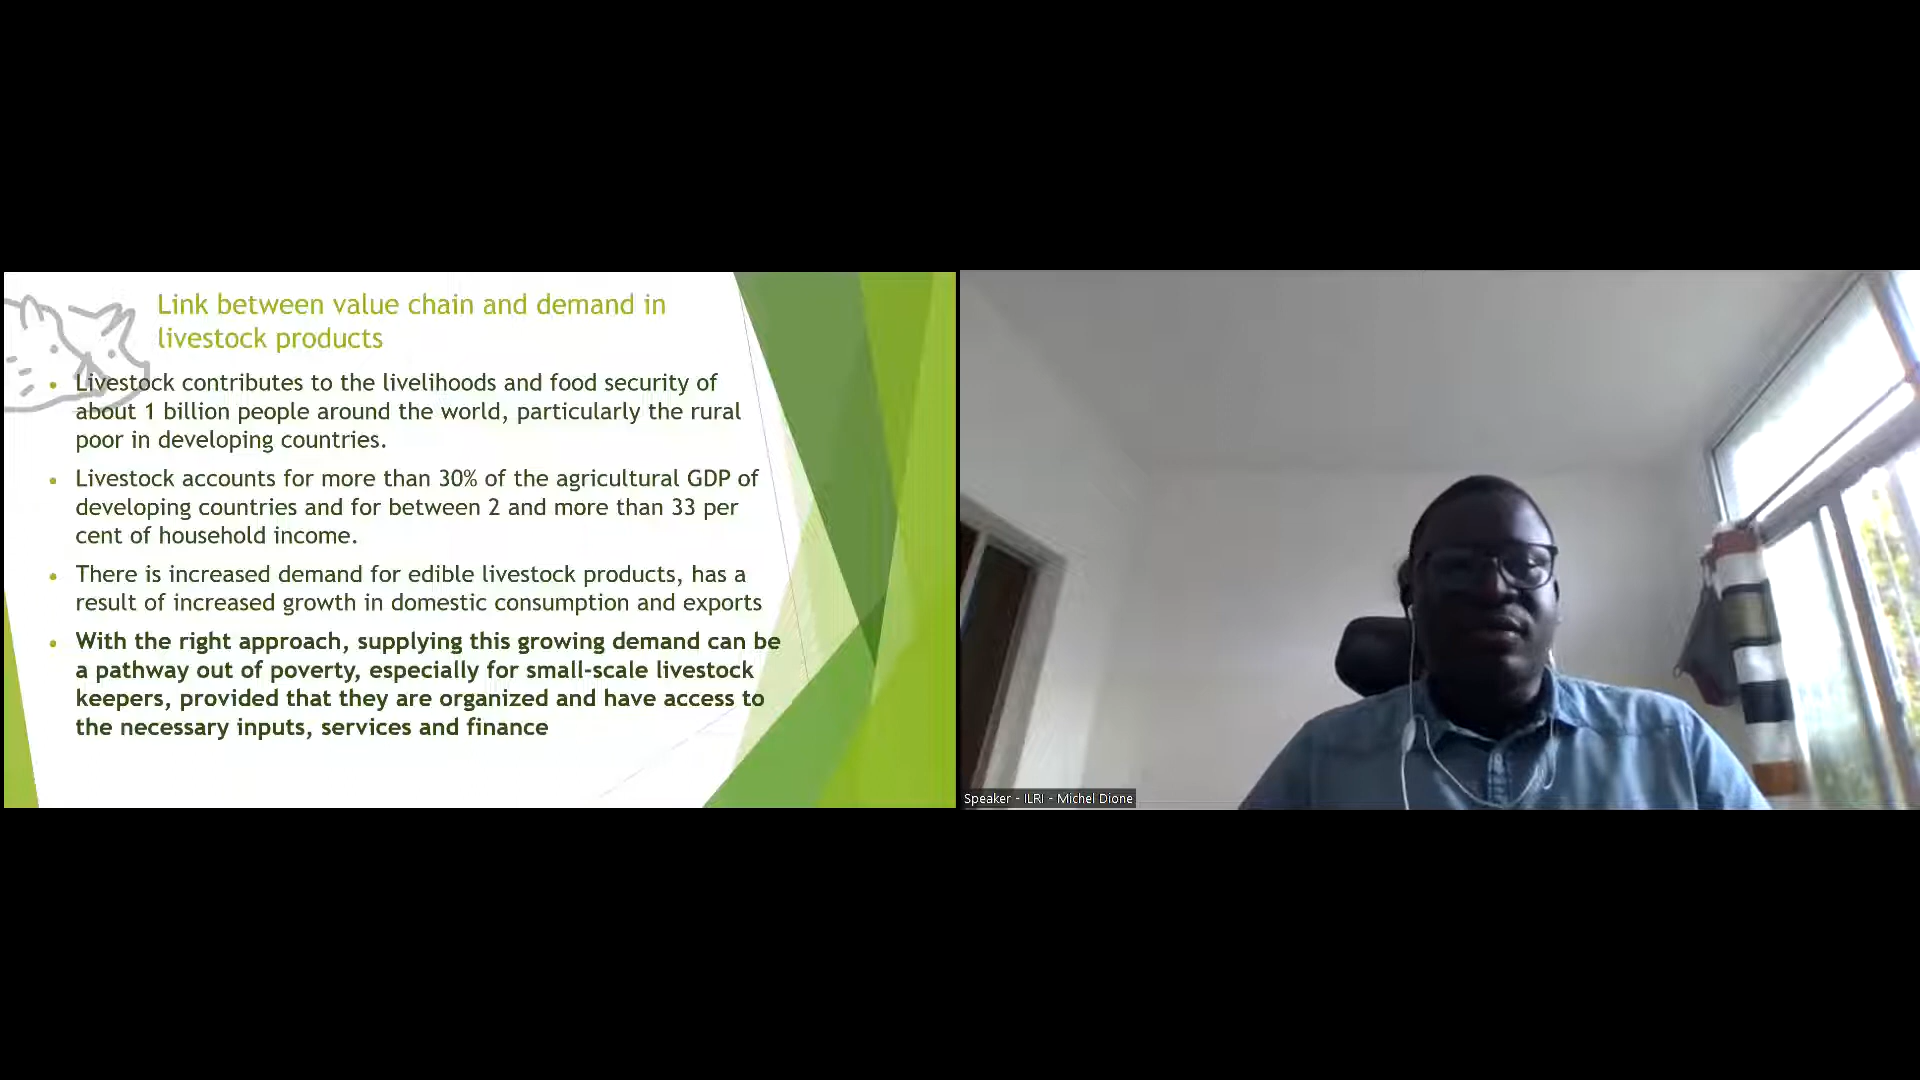 Link between value chain and demand in
livestock products
• Livestock contributes to the livelihoods and food security of
about 1 billion people around the world, particularly the rural
poor in developing countries.
• Livestock accounts for more than 30% of the agricultural GDP of
developing countries and for between 2 and more than 33 per
cent of household income.
• There is increased demand for edible livestock products, has a
result of increased growth in domestic consumption and exports
• With the right approach, supplying this growing demand can be
a pathway out of poverty, especially for small-scale livestock
keepers, provided that they are organized and have access to
the necessary inputs, services and finance
Speaker - ILRI - Michel Dione